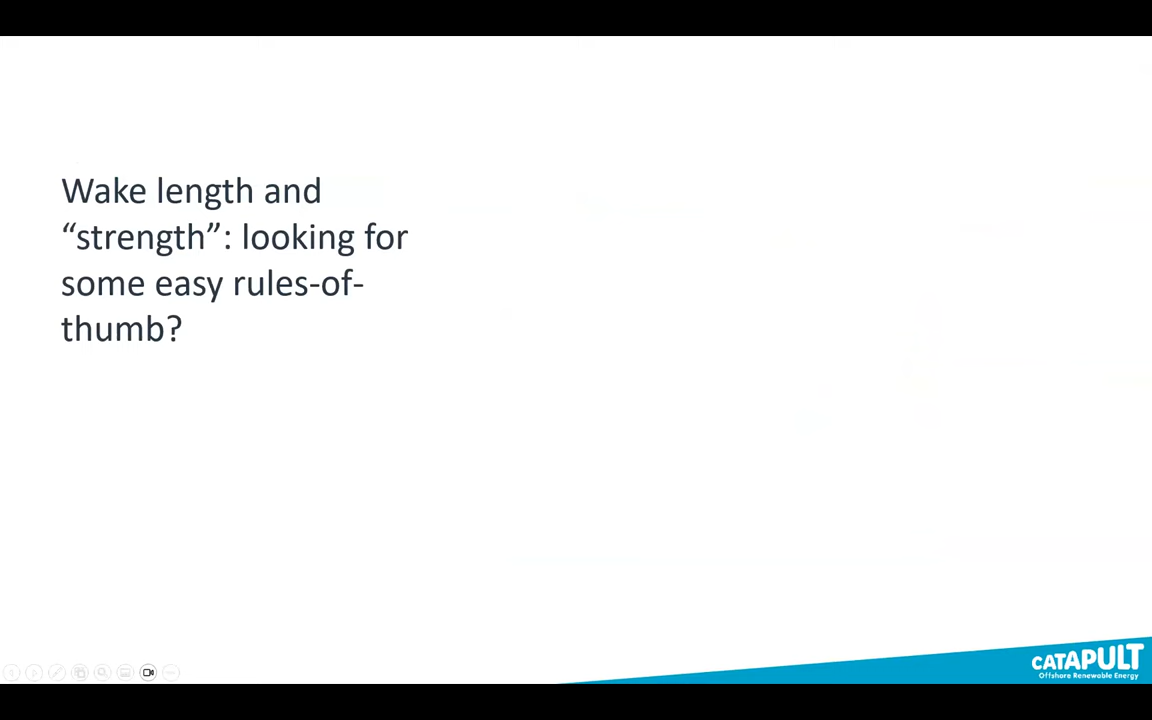 Wake length and
“strength”: looking for
some easy rules-of-
thumb?
CATAPULT
Offshore Renewable Energy